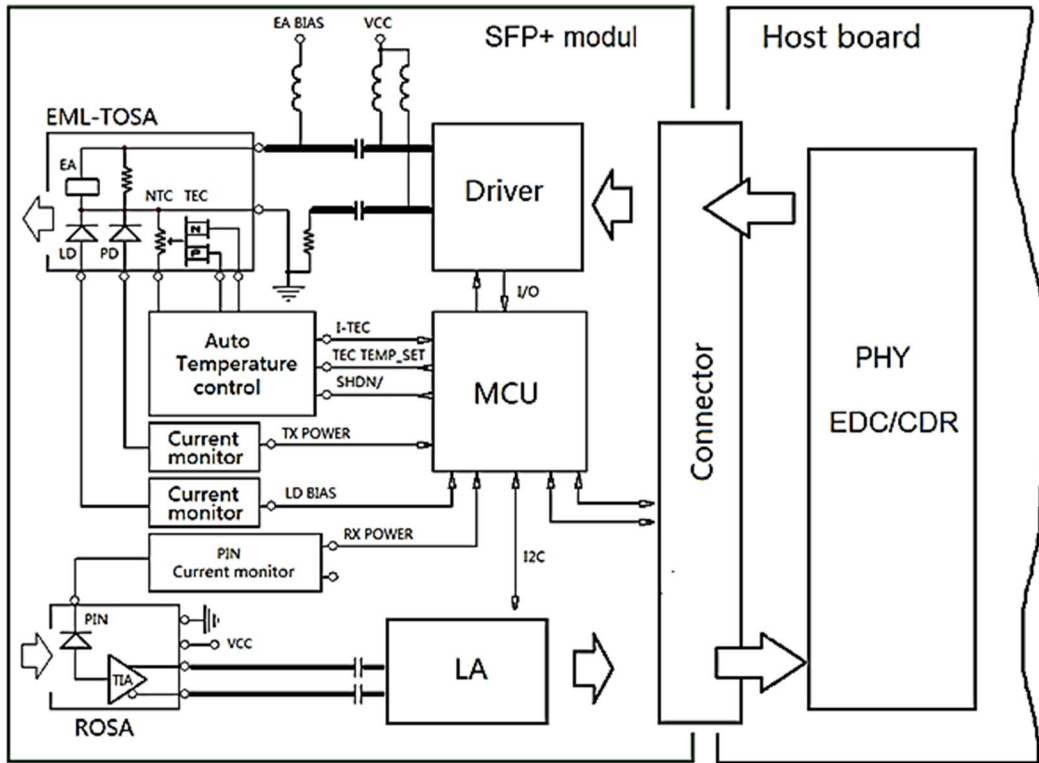 EA BIAS
VCC
SFP+ modul
Host board
EML-TOSA
EA
NTC TEC
LD
PD
N
P
Driver
I/O
Auto
Temperature
control
I-TEC
TEC TEMP_SET
SHDN/
MCU
Connector
PHY
EDC/CDR
Current
monitor
TX POWER
Current
monitor
LD BIAS
PIN
Current monitor
RX POWER
I2C
PIN
VCC
TIA
LA
ROSA